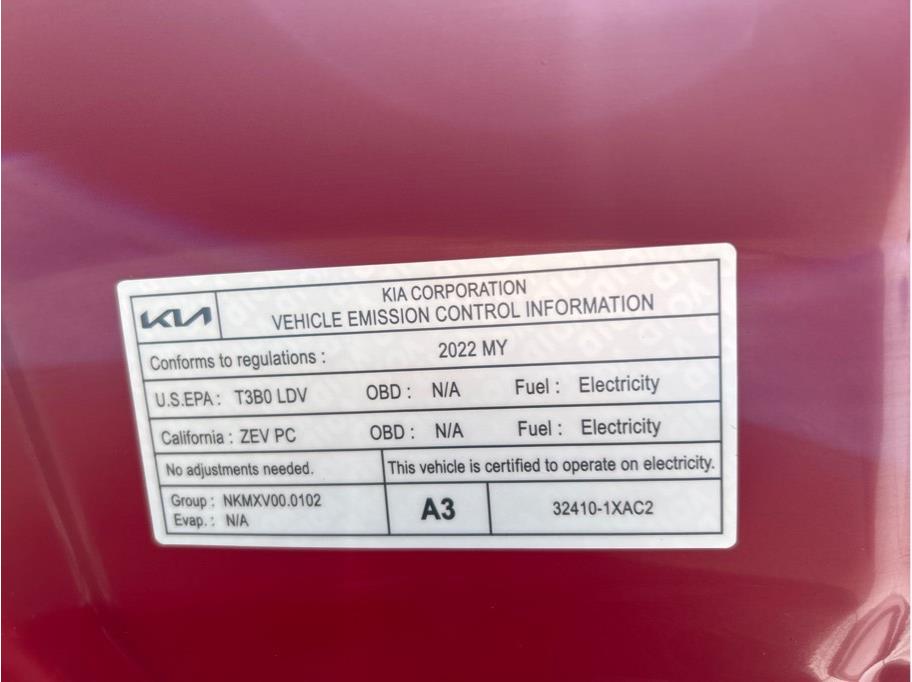 KIA
KIA CORPORATION
VEHICLE EMISSION CONTROL INFORMATION
Conforms to regulations : 2022 MY
U.S.EPA : T3B0 LDV OBD : N/A Fuel : Electricity
California : ZEV PC OBD : N/A Fuel : Electricity
No adjustments needed. This vehicle is certified to operate on electricity.
Group : NKMXV00.0102
Evap. : N/A
A3
32410-1XAC2